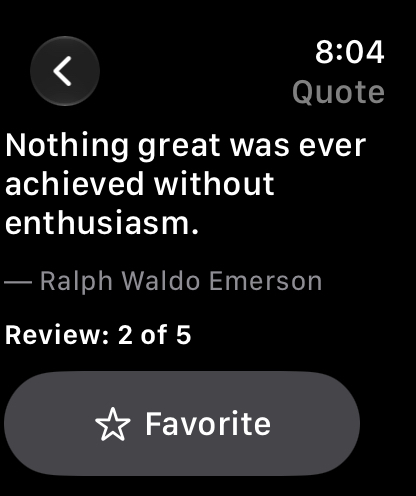 8:04
Quote
Nothing great was ever
achieved without
enthusiasm.
— Ralph Waldo Emerson
Review: 2 of 5
Favorite